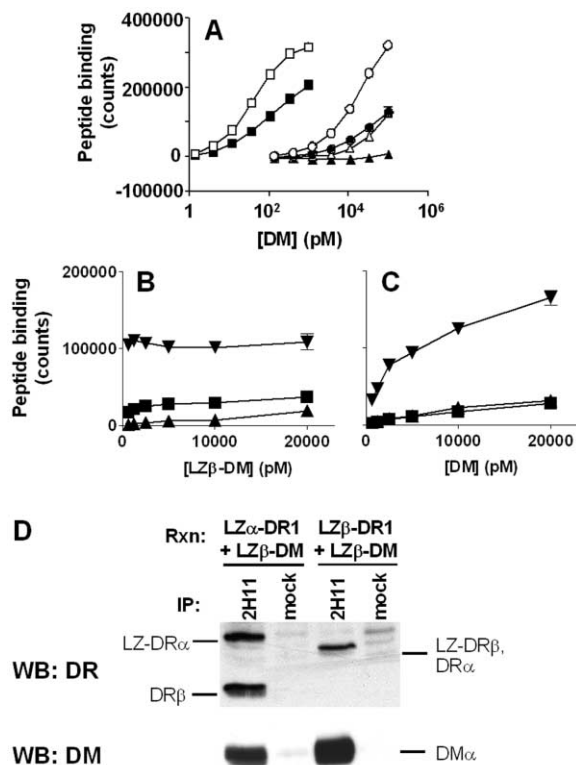 A
Peptide binding
(counts)
400000
200000
0
-100000
1
10²
10⁴
10⁶
[DM] (pM)
B
C
Peptide binding
(counts)
200000
100000
0
0
10000
20000
[LZβ-DM] (pM)
0
10000
20000
[DM] (pM)
D
Rxn:
LZα-DR1
+ LZβ-DM
LZβ-DR1
+ LZβ-DM
IP:
2H11
mock
2H11
mock
WB: DR
LZ-DRα
DRβ
LZ-DRβ,
DRα
WB: DM
DMα